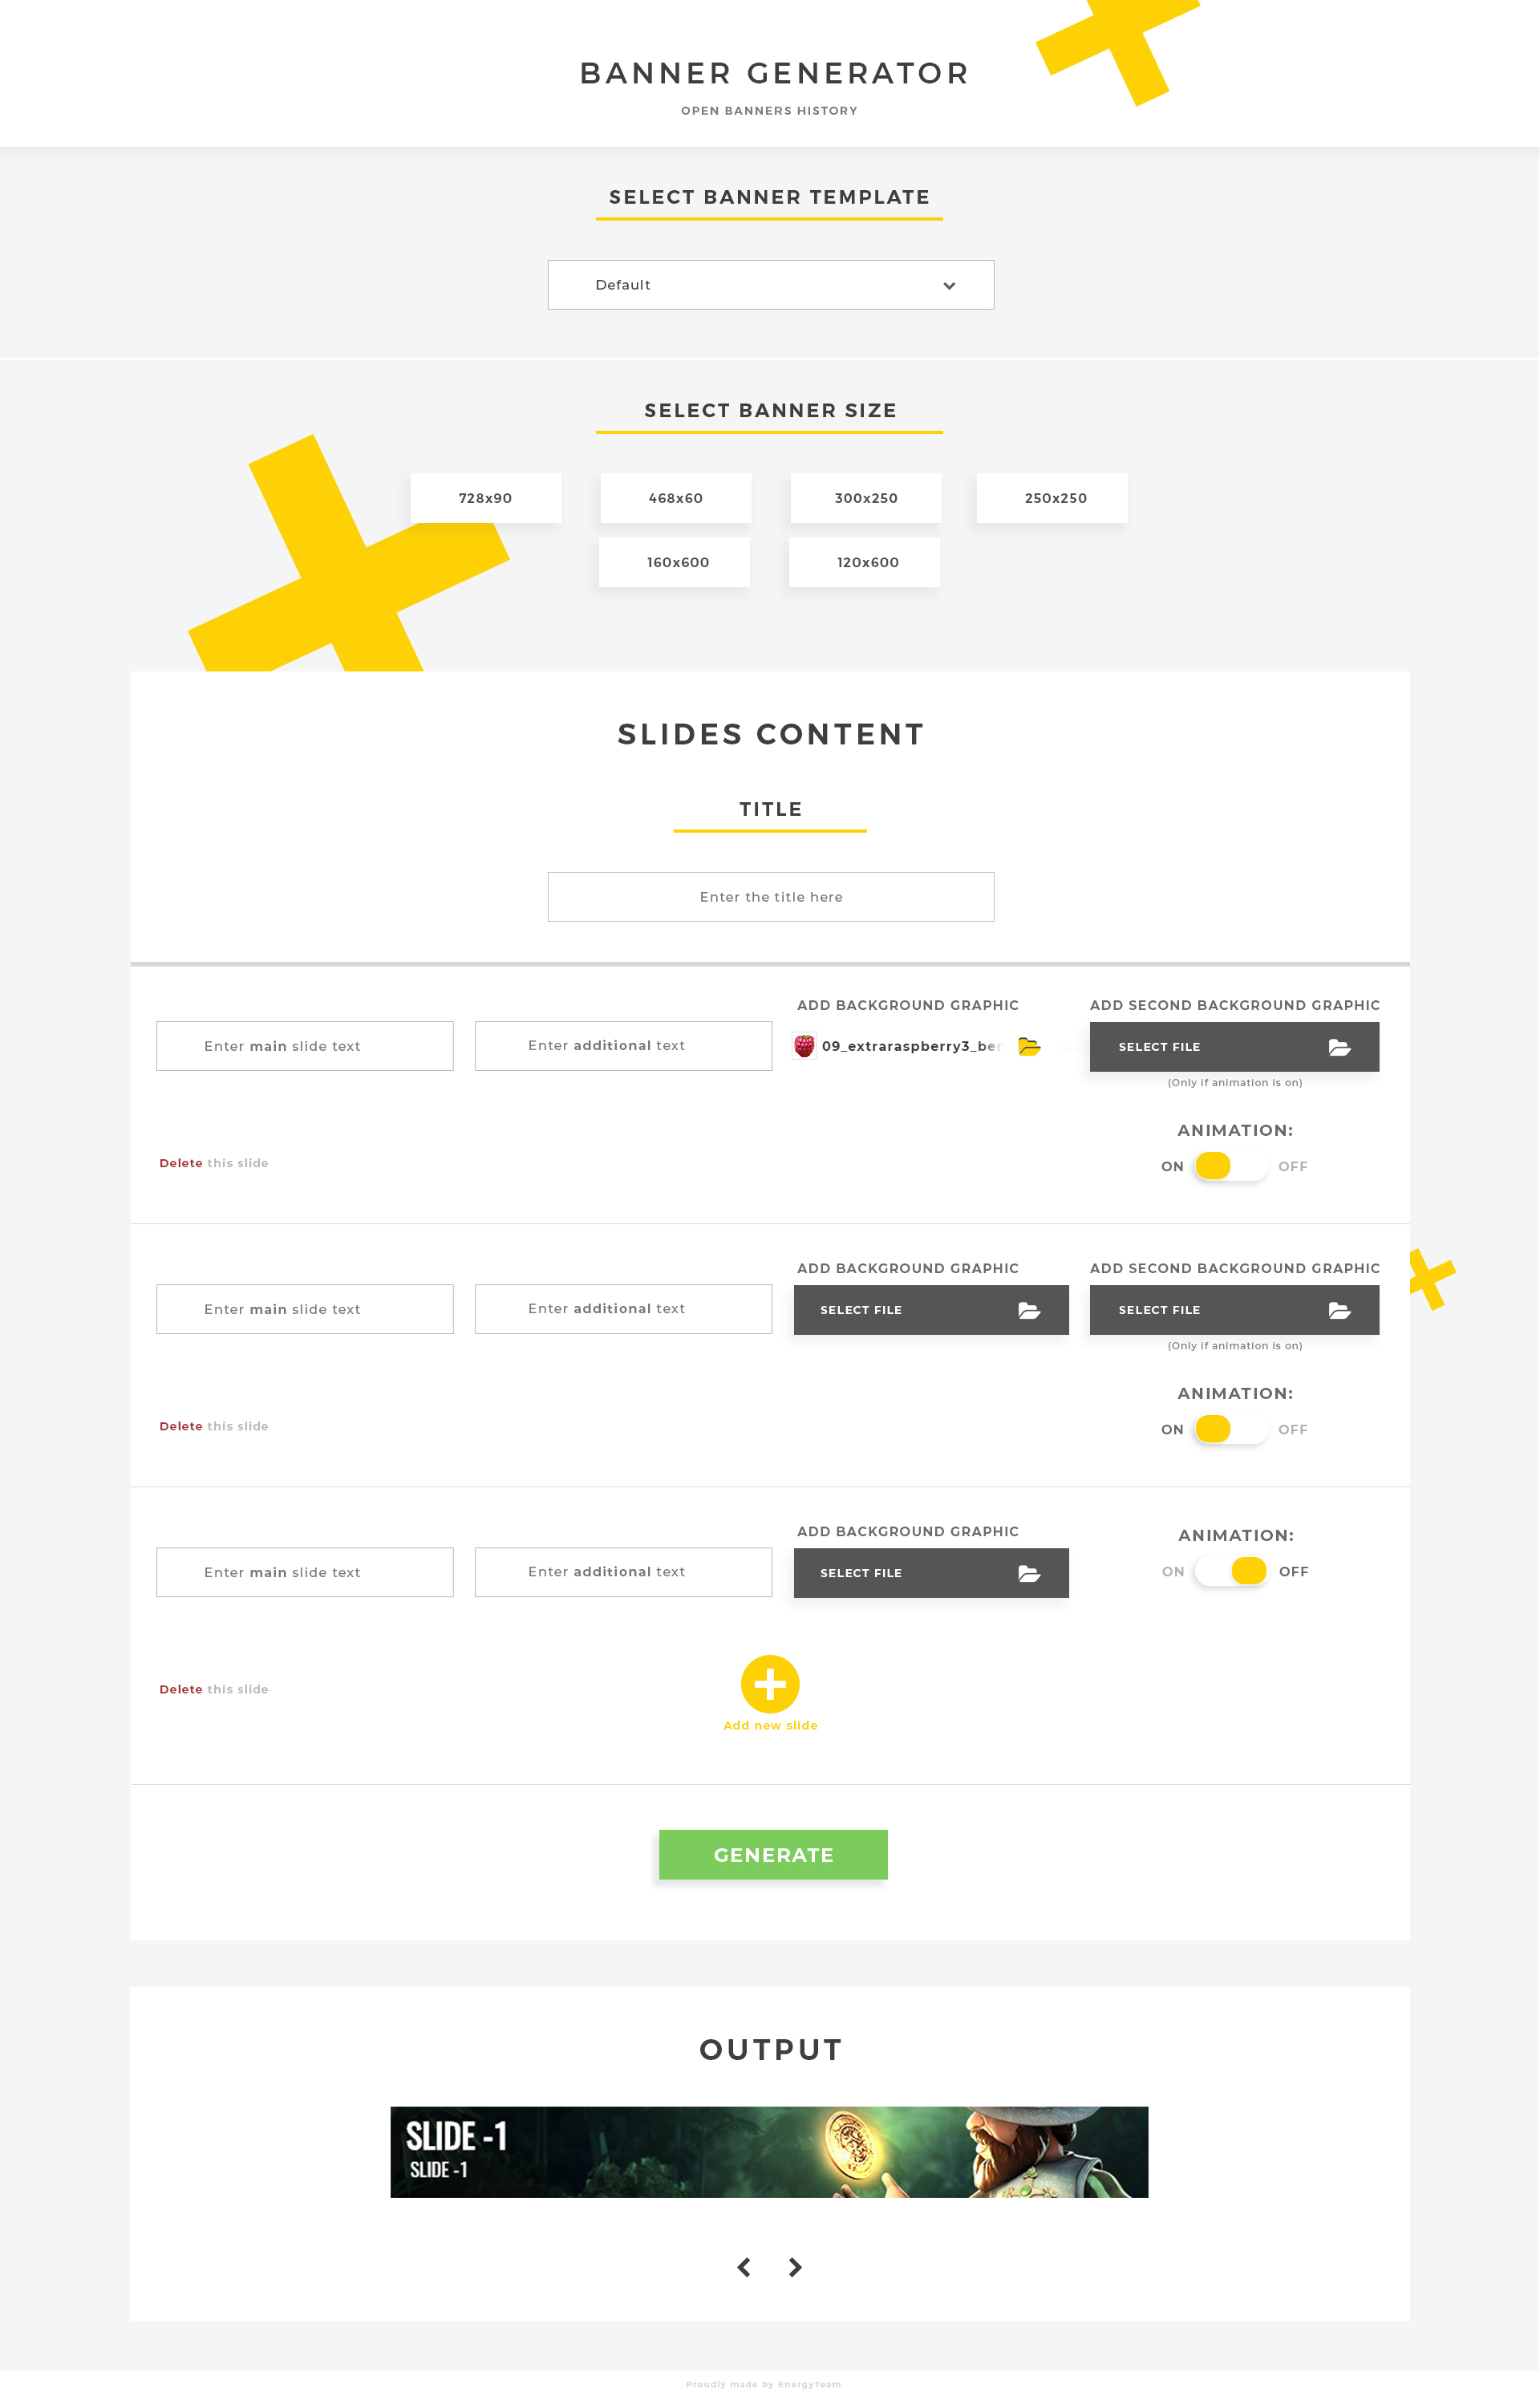 BANNER GENERATOR
OPEN BANNERS HISTORY
SELECT BANNER TEMPLATE
Default
SELECT BANNER SIZE
728x90 468x60 300x250 250x250
160x600 120x600
SLIDES CONTENT
TITLE
Enter the title here
ADD BACKGROUND GRAPHIC ADD SECOND BACKGROUND GRAPHIC
Enter main slide text Enter additional text 09_extraraspberry3_ber SELECT FILE
(Only if animation is on)
ANIMATION:
Delete this slide ON OFF
ADD BACKGROUND GRAPHIC ADD SECOND BACKGROUND GRAPHIC
Enter main slide text Enter additional text SELECT FILE SELECT FILE
(Only if animation is on)
ANIMATION:
Delete this slide ON OFF
ADD BACKGROUND GRAPHIC ANIMATION:
Enter main slide text Enter additional text SELECT FILE ON OFF
Delete this slide
Add new slide
GENERATE
OUTPUT
SLIDE -1
SLIDE -1
Proudly made by EnergyTeam